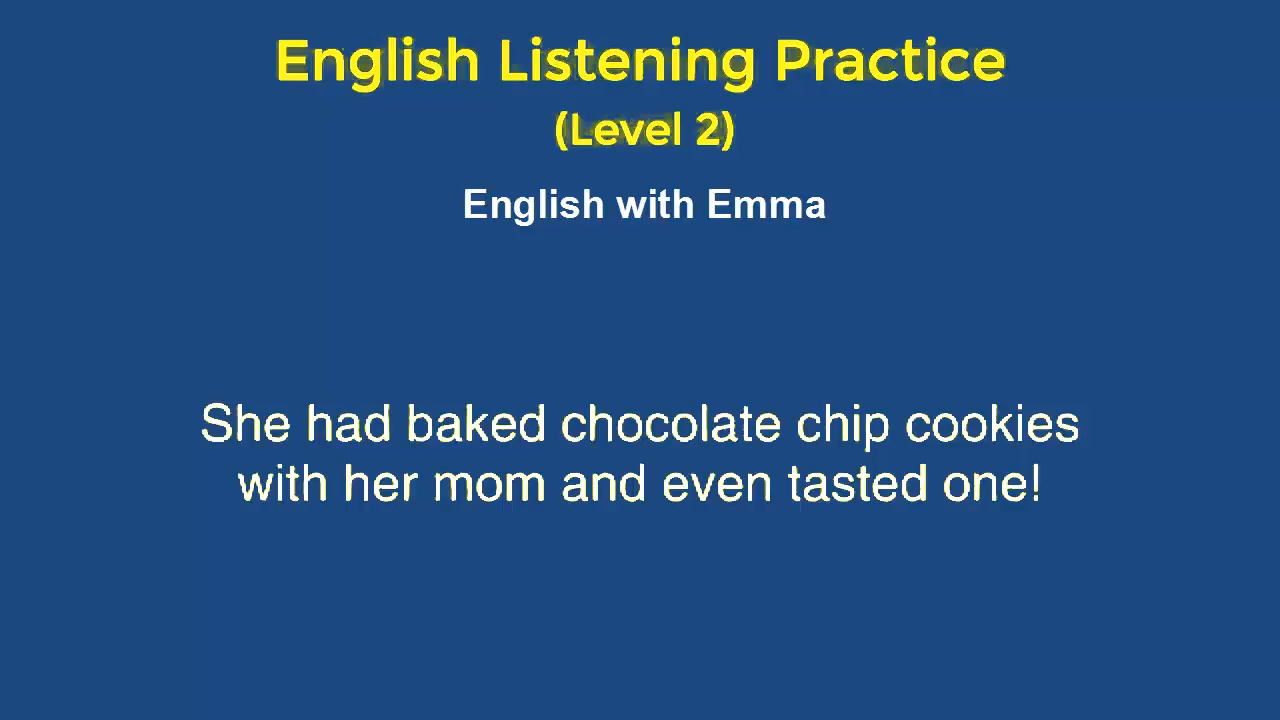 English Listening Practice
(Level 2)
English with Emma
She had baked chocolate chip cookies
with her mom and even tasted one!